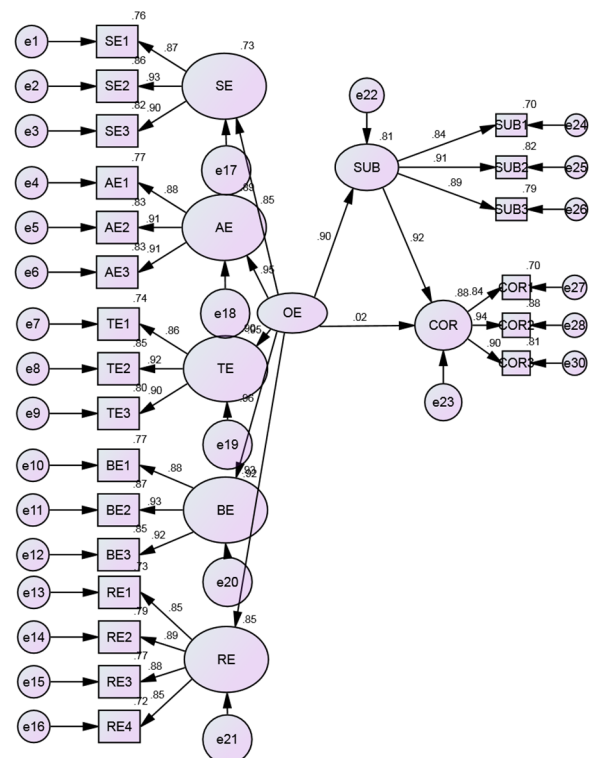 .76
e1 SE1 .87 .73
.86
e2 SE2 .93 SE
.82 .90
e3 SE3
e22
.81 .84 .70
SUB1 e24
SUB .91 .82
SUB2 e25
.89 .79
SUB3 e26
.77 e17
e4 AE1 .88 .89 .85
.83
e5 AE2 .91 AE
.83 .91
e6 AE3 .95
.90 .92
.74 e18 OE .02 COR
e7 TE1 .86 .95
.85
e8 TE2 .92 TE
.80 .90
e9 TE3
.88 .84 .70
COR1 e27
.94 .88
COR2 e28
.90 .81
e30
e23
.77 e19
e10 BE1 .88 .92
.87
e11 BE2 .93 BE
.85 .92
e12 BE3
.73 e20
e13 RE1 .85 .85
.79
e14 RE2 .89 RE
.77 .88
e15 RE3
.72 .85
e16 RE4 e21